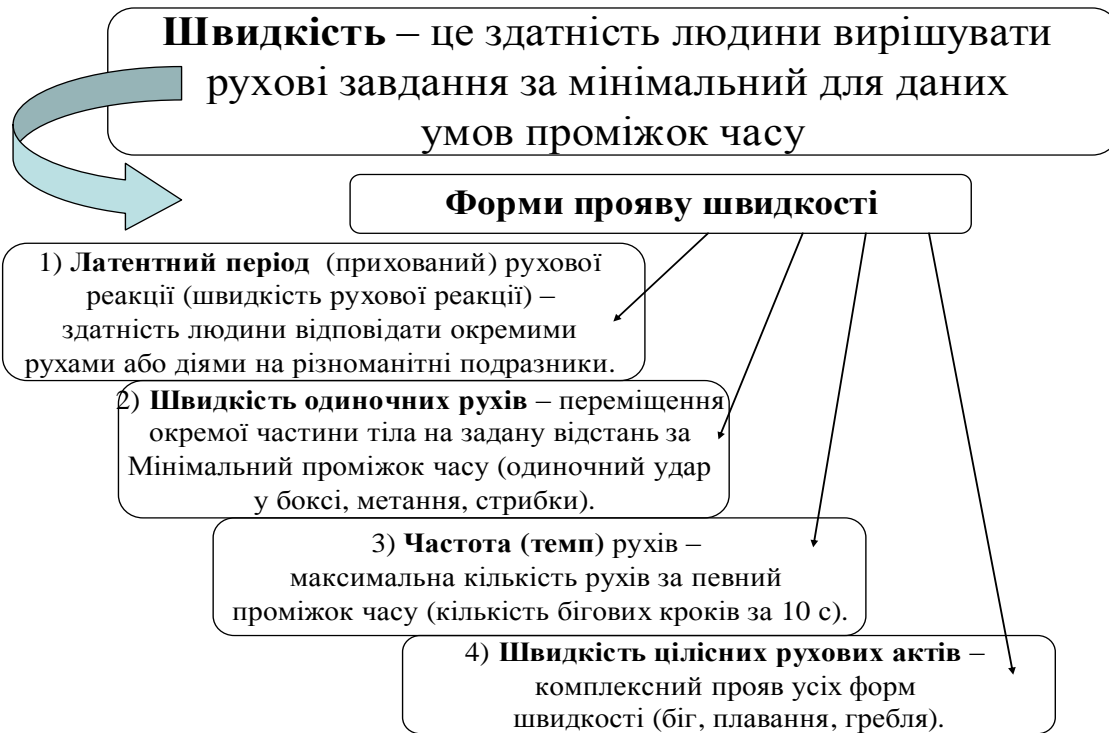 Швидкість – це здатність людини вирішувати
рухові завдання за мінімальний для даних
умов проміжок часу
Форми прояву швидкості
1) Латентний період (прихований) рухової
реакції (швидкість рухової реакції) –
здатність людини відповідати окремими
рухами або діями на різноманітні подразники.
2) Швидкість одиночних рухів – переміщення
окремої частини тіла на задану відстань за
Мінімальний проміжок часу (одиночний удар
у боксі, метання, стрибки).
3) Частота (темп) рухів –
максимальна кількість рухів за певний
проміжок часу (кількість бігових кроків за 10 с).
4) Швидкість цілісних рухових актів –
комплексний прояв усіх форм
швидкості (біг, плавання, гребля).